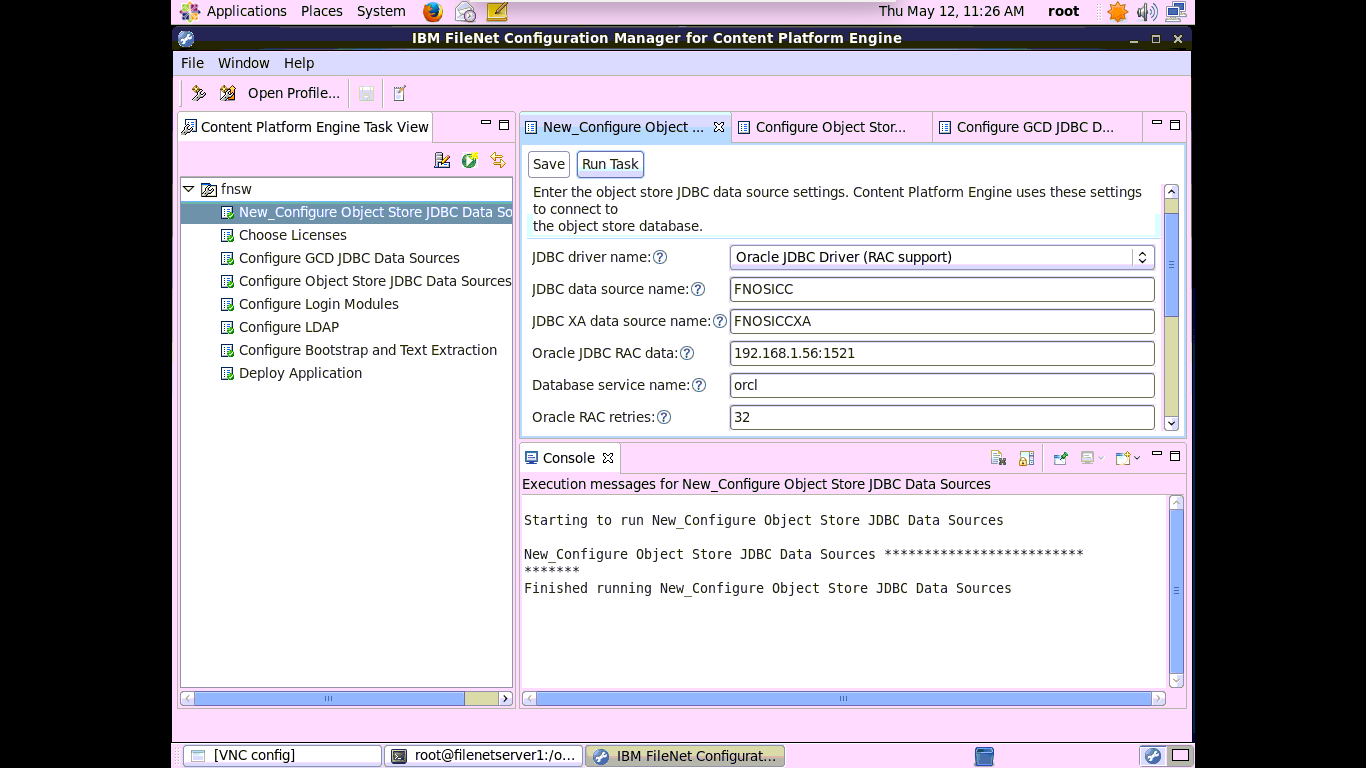 Applications Places System Thu May 12, 11:26 AM root
IBM FileNet Configuration Manager for Content Platform Engine
File Window Help
Open Profile...
Content Platform Engine Task View
fnsw
New_Configure Object Store JDBC Data So
Choose Licenses
Configure GCD JDBC Data Sources
Configure Object Store JDBC Data Sources
Configure Login Modules
Configure LDAP
Configure Bootstrap and Text Extraction
Deploy Application
New_Configure Object ... Configure Object Stor... Configure GCD JDBC D...
Save Run Task
Enter the object store JDBC data source settings. Content Platform Engine uses these settings
to connect to
the object store database.
JDBC driver name: Oracle JDBC Driver (RAC support)
JDBC data source name: FNOSICC
JDBC XA data source name: FNOSICCXA
Oracle JDBC RAC data: 192.168.1.56:1521
Database service name: orcl
Oracle RAC retries: 32
Console
Execution messages for New_Configure Object Store JDBC Data Sources
Starting to run New_Configure Object Store JDBC Data Sources
New_Configure Object Store JDBC Data Sources *************************
*******
Finished running New_Configure Object Store JDBC Data Sources
[VNC config] root@filenetserver1:/o... IBM FileNet Configurat...